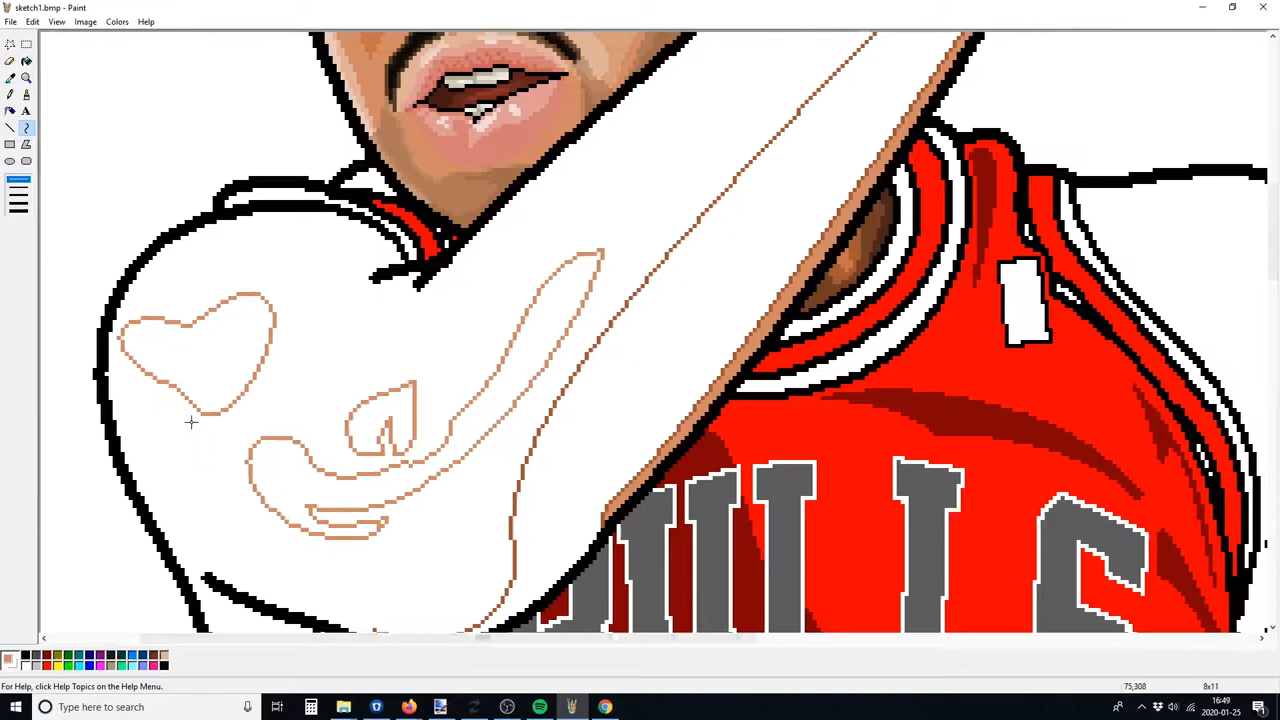 sketch1.bmp - Paint
File Edit View Image Colors Help
For Help, click Help Topics on the Help Menu.
75,308
8x11
Type here to search
16:49
2020-01-25